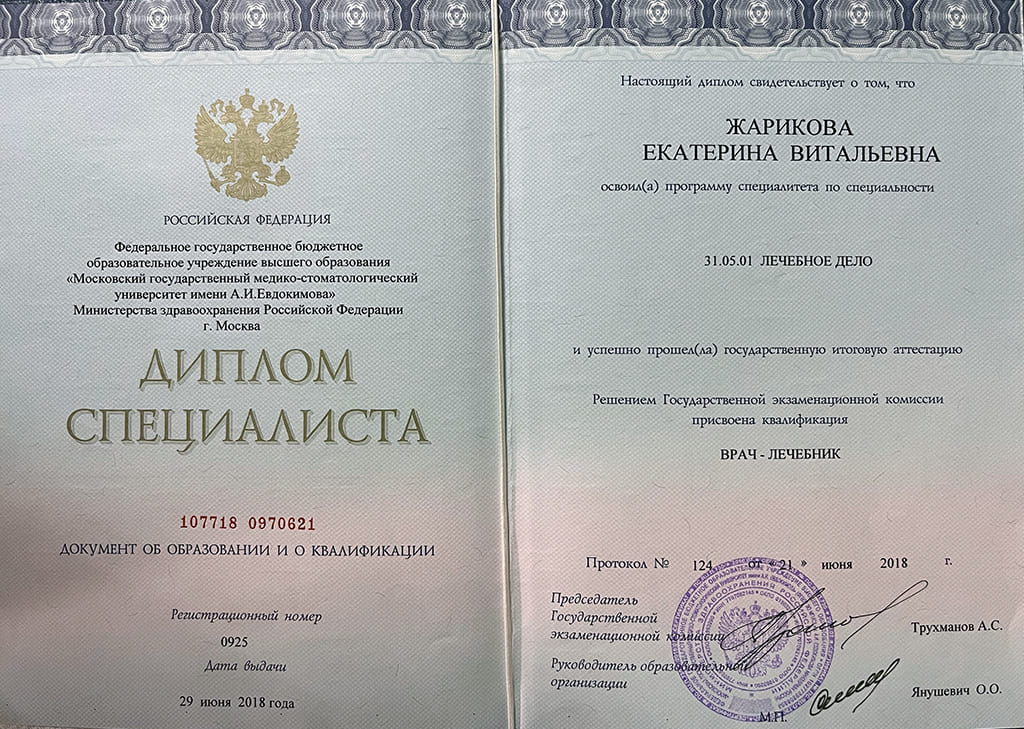 РОССИЙСКАЯ ФЕДЕРАЦИЯ
Федеральное государственное бюджетное
образовательное учреждение высшего образования
«Московский государственный медико-стоматологический
университет имени А.И.Евдокимова»
Министерства здравоохранения Российской Федерации
г. Москва
ДИПЛОМ
СПЕЦИАЛИСТА
107718 0970621
ДОКУМЕНТ ОБ ОБРАЗОВАНИИ И О КВАЛИФИКАЦИИ
Регистрационный номер
0925
Дата выдачи
29 июня 2018 года
Настоящий диплом свидетельствует о том, что
ЖАРИКОВА
ЕКАТЕРИНА ВИТАЛЬЕВНА
освоил(а) программу специалитета по специальности
31.05.01 ЛЕЧЕБНОЕ ДЕЛО
и успешно прошел(ла) государственную итоговую аттестацию
Решением Государственной экзаменационной комиссии
присвоена квалификация
ВРАЧ - ЛЕЧЕБНИК
Протокол № 124 от « 21 » июня 2018 г.
Председатель
Государственной
экзаменационной комиссии
Трухманов А.С.
Руководитель образовательной
организации
Янушевич О.О.
М.П.